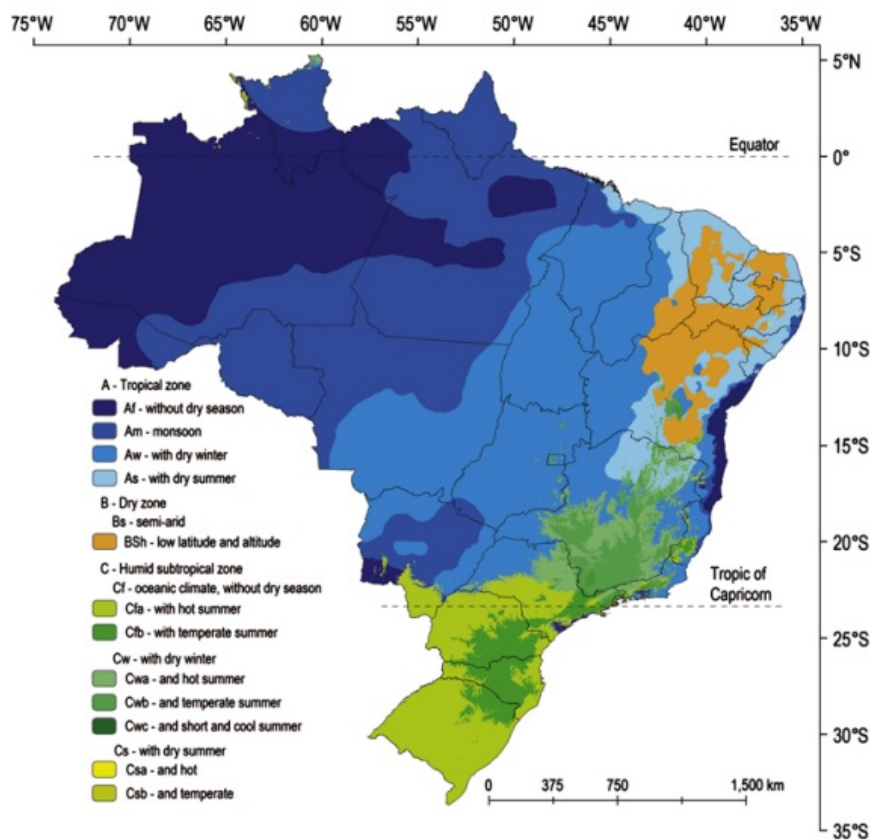 75°W 70°W 65°W 60°W 55°W 50°W 45°W 40°W 35°W
5°N
Equator
0°
5°S
10°S
15°S
20°S
Tropic of
Capricorn
25°S
30°S
35°S
A - Tropical zone
Af - without dry season
Am - monsoon
Aw - with dry winter
As - with dry summer
B - Dry zone
Bs - semi-arid
BSh - low latitude and altitude
C - Humid subtropical zone
Cf - oceanic climate, without dry season
Cfa - with hot summer
Cfb - with temperate summer
Cw - with dry winter
Cwa - and hot summer
Cwb - and temperate summer
Cwc - and short and cool summer
Cs - with dry summer
Csa - and hot
Csb - and temperate
0 375 750 1,500 km